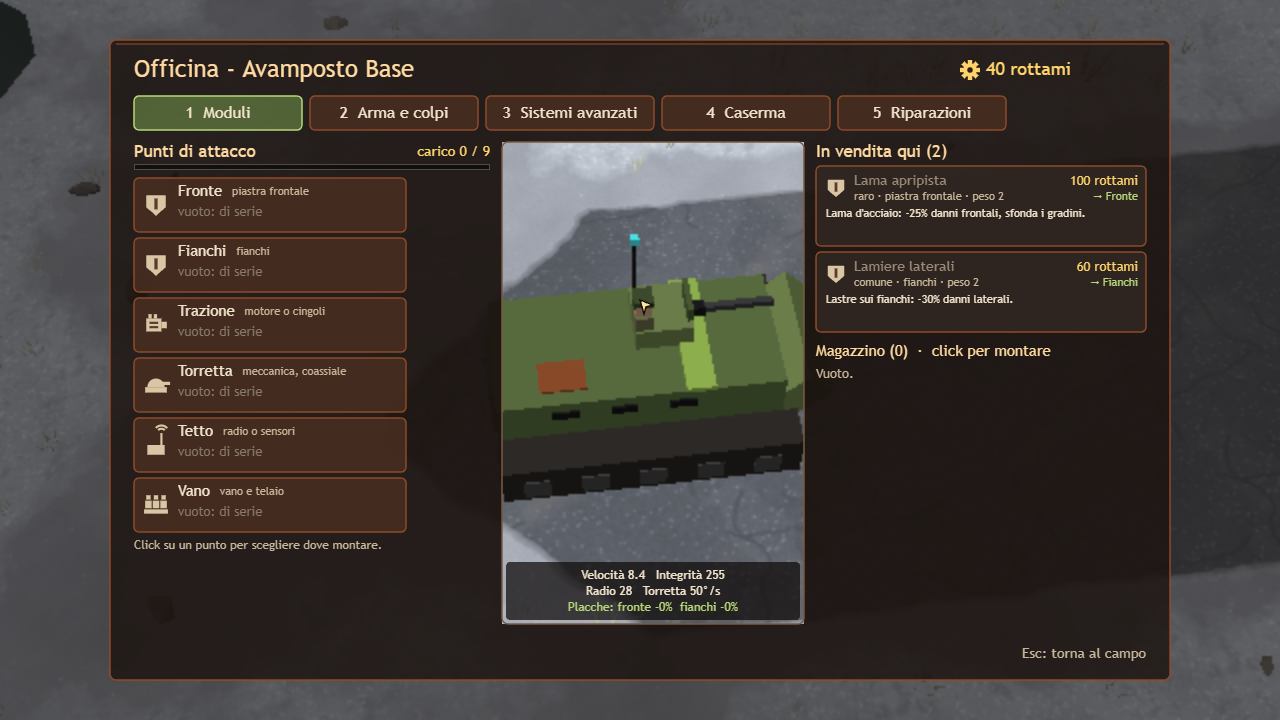 Officina - Avamposto Base
40 rottami
1 Moduli
2 Arma e colpi
3 Sistemi avanzati
4 Caserma
5 Riparazioni
Punti di attacco
carico 0 / 9
Fronte piastra frontale
vuoto: di serie
Fianchi fianchi
vuoto: di serie
Trazione motore o cingoli
vuoto: di serie
Torretta meccanica, coassiale
vuoto: di serie
Tetto radio o sensori
vuoto: di serie
Vano vano e telaio
vuoto: di serie
Click su un punto per scegliere dove montare.
Velocità 8.4 Integrità 255
Radio 28 Torretta 50°/s
Placche: fronte -0% fianchi -0%
In vendita qui (2)
Lama apripista 100 rottami
raro · piastra frontale · peso 2 → Fronte
Lama d'acciaio: -25% danni frontali, sfonda i gradini.
Lamiere laterali 60 rottami
comune · fianchi · peso 2 → Fianchi
Lastre sui fianchi: -30% danni laterali.
Magazzino (0) · click per montare
Vuoto.
Esc: torna al campo